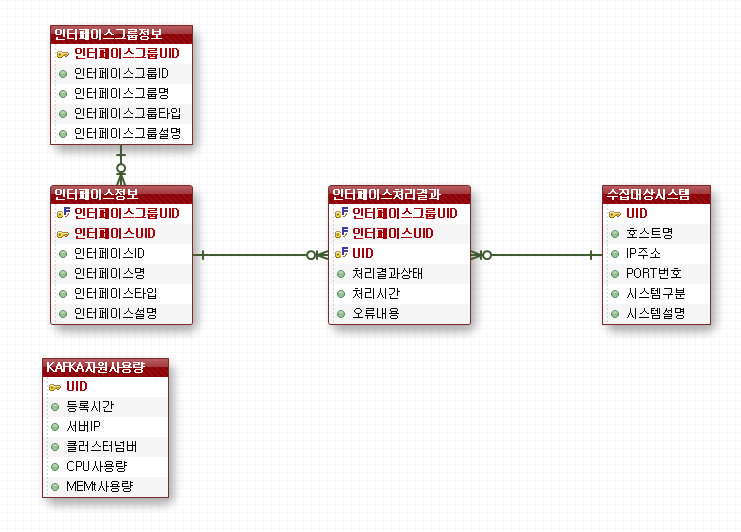 인터페이스그룹정보
인터페이스그룹UID
인터페이스그룹ID
인터페이스그룹명
인터페이스그룹타입
인터페이스그룹설명
인터페이스정보
인터페이스그룹UID
인터페이스UID
인터페이스ID
인터페이스명
인터페이스타입
인터페이스설명
인터페이스처리결과
인터페이스그룹UID
인터페이스UID
UID
처리결과상태
처리시간
오류내용
수집대상시스템
UID
호스트명
IP주소
PORT번호
시스템구분
시스템설명
KAFKA자원사용량
UID
등록시간
서버IP
클러스터넘버
CPU사용량
MEMt사용량